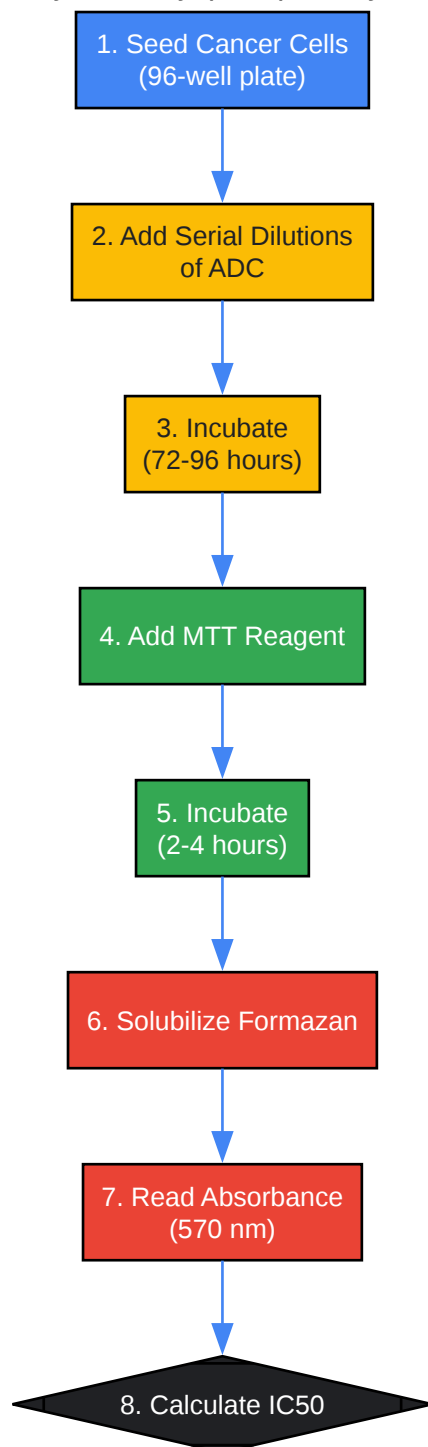 1. Seed Cancer Cells
(96-well plate)
2. Add Serial Dilutions
of ADC
3. Incubate
(72-96 hours)
4. Add MTT Reagent
5. Incubate
(2-4 hours)
6. Solubilize Formazan
7. Read Absorbance
(570 nm)
8. Calculate IC50